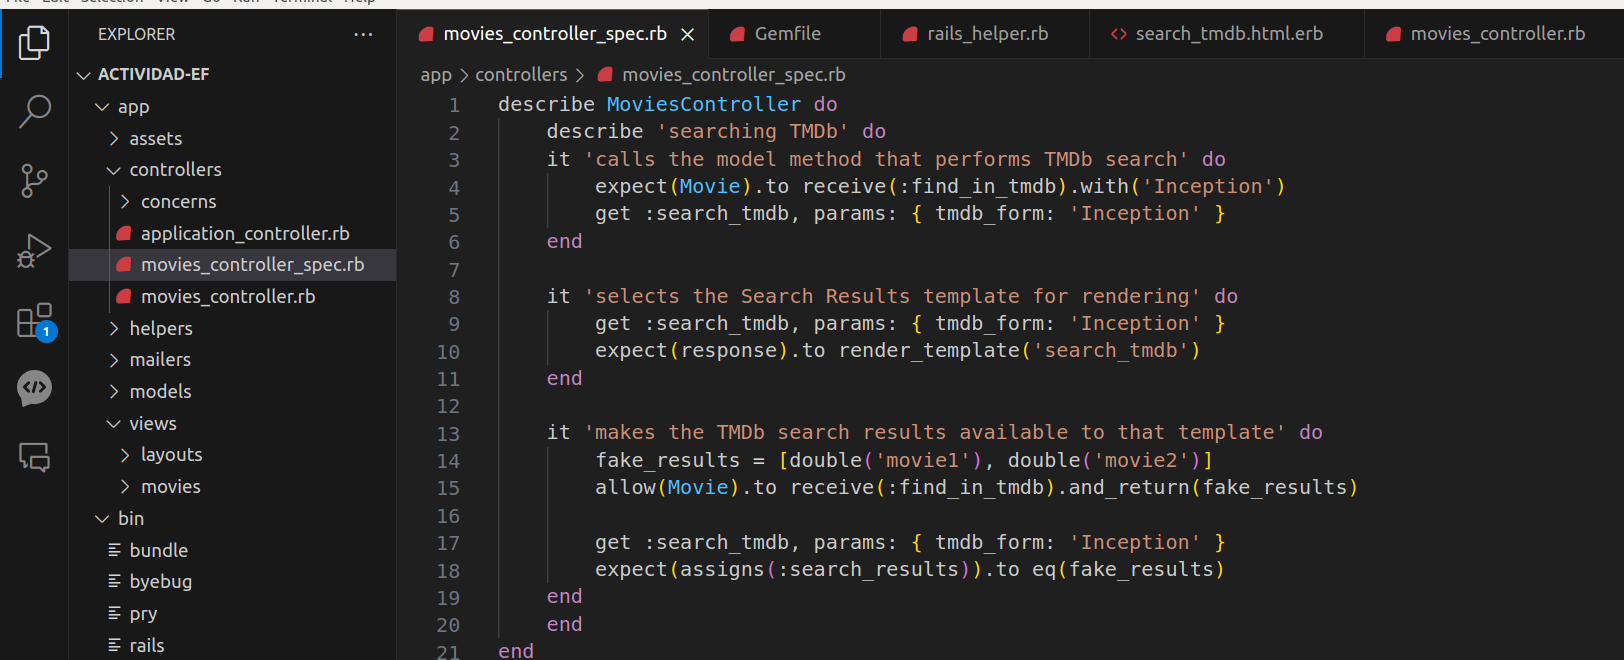 File Edit Selection View Go Run Terminal Help
EXPLORER
ACTIVIDAD-EF
app
assets
controllers
concerns
application_controller.rb
movies_controller_spec.rb
movies_controller.rb
helpers
mailers
models
views
layouts
movies
bin
bundle
byebug
pry
rails
1
movies_controller_spec.rb Gemfile rails_helper.rb search_tmdb.html.erb movies_controller.rb
app > controllers > movies_controller_spec.rb
1 describe MoviesController do
2 describe 'searching TMDb' do
3 it 'calls the model method that performs TMDb search' do
4 expect(Movie).to receive(:find_in_tmdb).with('Inception')
5 get :search_tmdb, params: { tmdb_form: 'Inception' }
6 end
7
8 it 'selects the Search Results template for rendering' do
9 get :search_tmdb, params: { tmdb_form: 'Inception' }
10 expect(response).to render_template('search_tmdb')
11 end
12
13 it 'makes the TMDb search results available to that template' do
14 fake_results = [double('movie1'), double('movie2')]
15 allow(Movie).to receive(:find_in_tmdb).and_return(fake_results)
16
17 get :search_tmdb, params: { tmdb_form: 'Inception' }
18 expect(assigns(:search_results)).to eq(fake_results)
19 end
20 end
21 end